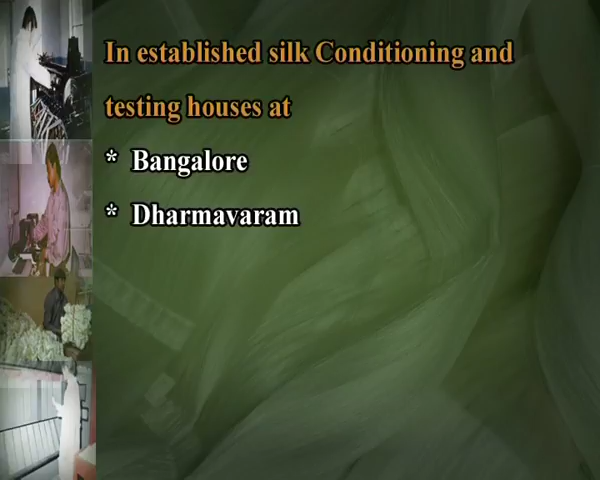 In established silk Conditioning and
testing houses at
* Bangalore
* Dharmavaram